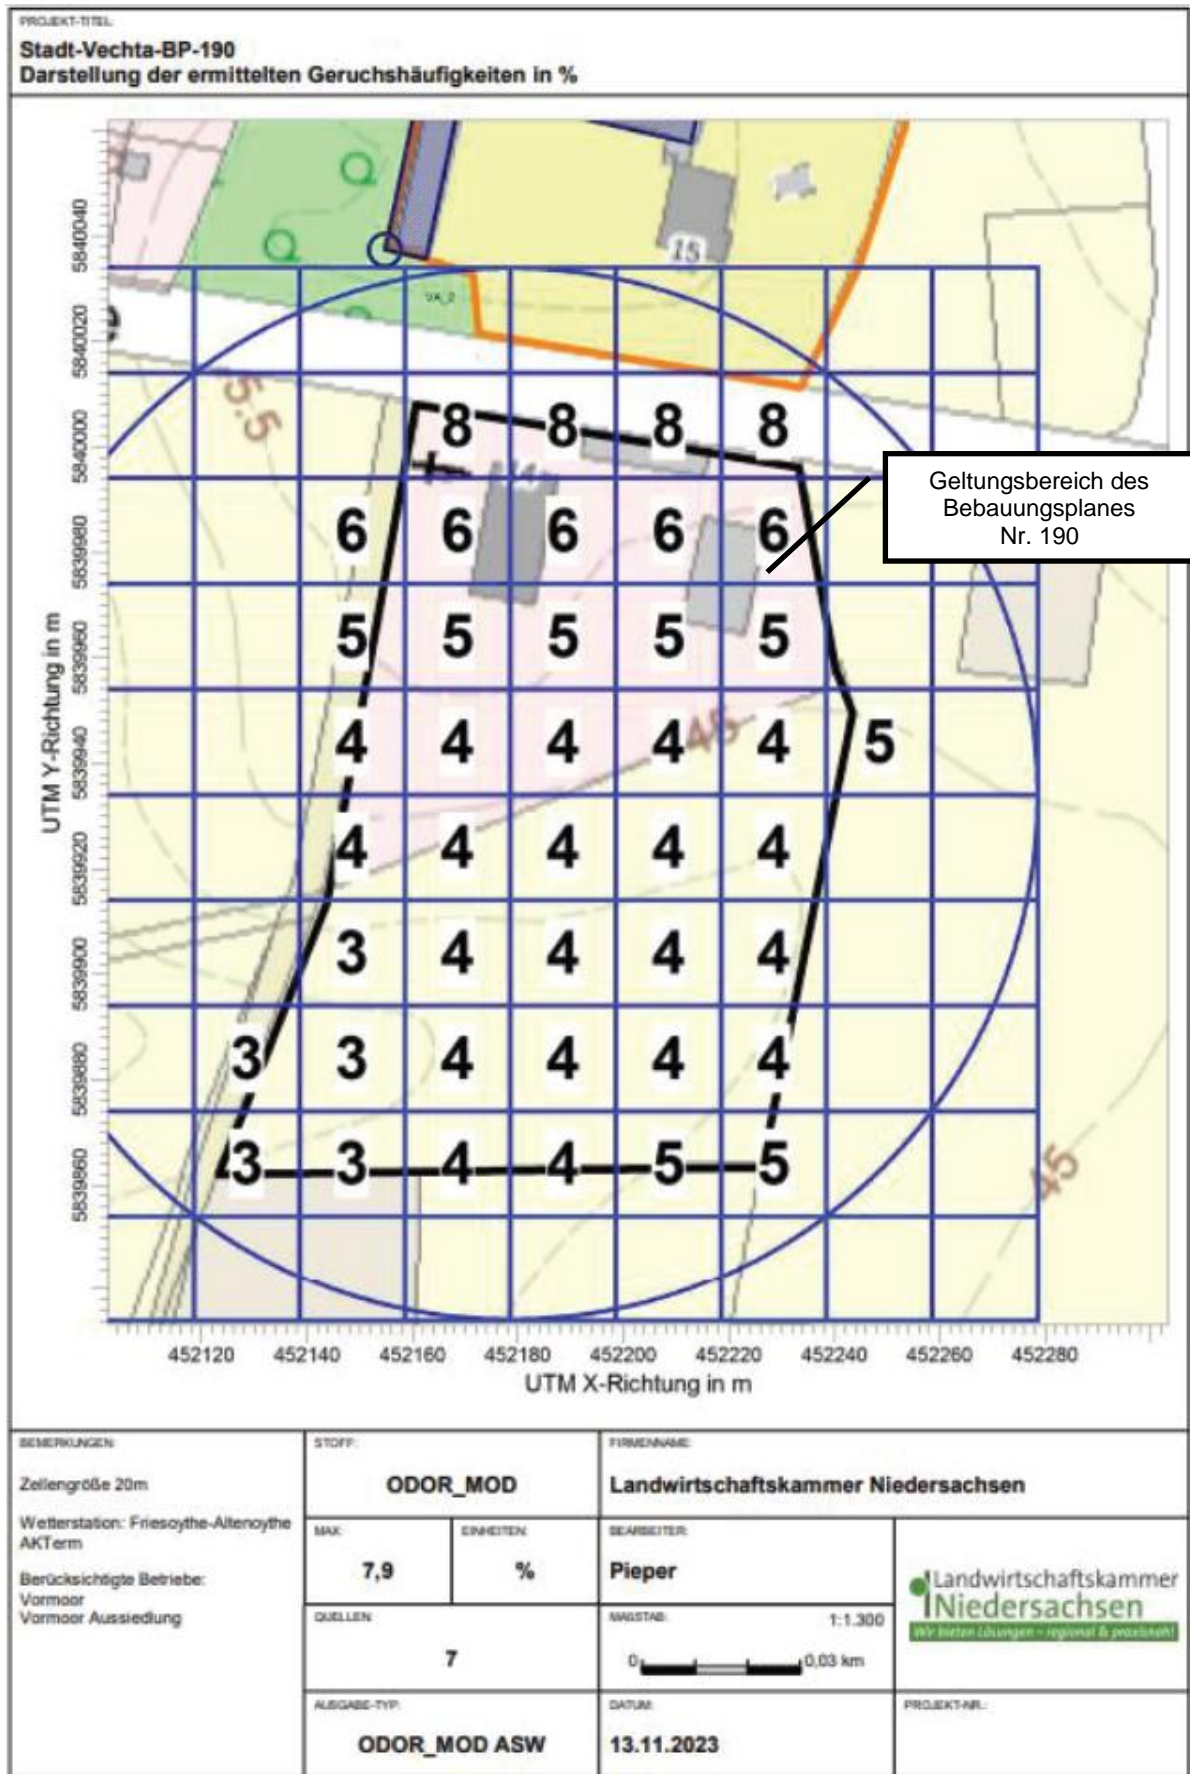 PROJEKT-TITEL:
Stadt-Vechta-BP-190
Darstellung der ermittelten Geruchshäufigkeiten in %
15
VA_2
5.5
14
8 8 8 8
Geltungsbereich des
Bebauungsplanes
Nr. 190
6 6 6 6 6
5 5 5 5 5
45
4 4 4 4 4 5
4 4 4 4 4
3 4 4 4 4
3 3 4 4 4 4
3 3 4 4 5 5
45
UTM Y-Richtung in m
5840040
5840020
5840000
5839980
5839960
5839940
5839920
5839900
5839880
5839860
452120 452140 452160 452180 452200 452220 452240 452260 452280
UTM X-Richtung in m
BEMERKUNGEN:
Zellengröße 20m
Wetterstation: Friesoythe-Altenoythe
AKTerm
Berücksichtigte Betriebe:
Vormoor
Vormoor Aussiedlung
STOFF:
ODOR_MOD
MAX:
7,9
EINHEITEN:
%
QUELLEN:
7
AUSGABE-TYP:
ODOR_MOD ASW
FIRMENNAME:
Landwirtschaftskammer Niedersachsen
BEARBEITER:
Pieper
MAßSTAB:
1:1.300
0 0,03 km
DATUM:
13.11.2023
Landwirtschaftskammer
Niedersachsen
Wir bieten Lösungen - regional & praxisnah!
PROJEKT-NR.: